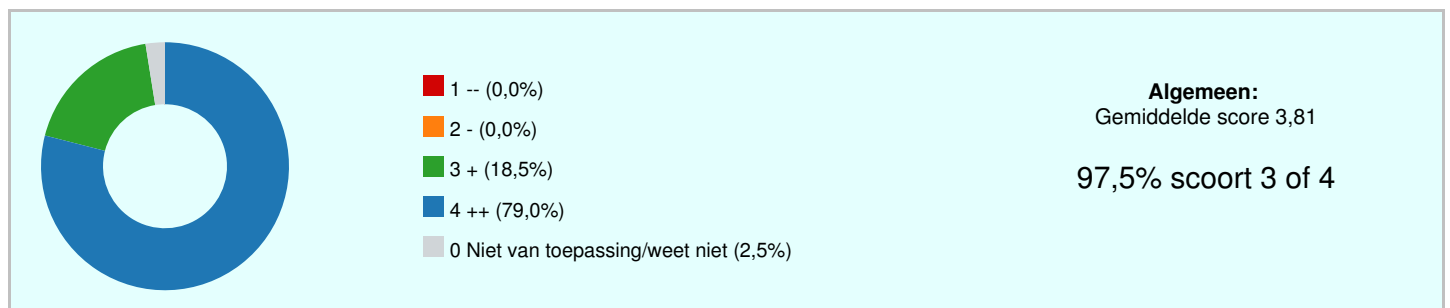 1 -- (0,0%)
2 - (0,0%)
3 + (18,5%)
4 ++ (79,0%)
0 Niet van toepassing/weet niet (2,5%)
Algemeen:
Gemiddelde score 3,81
97,5% scoort 3 of 4